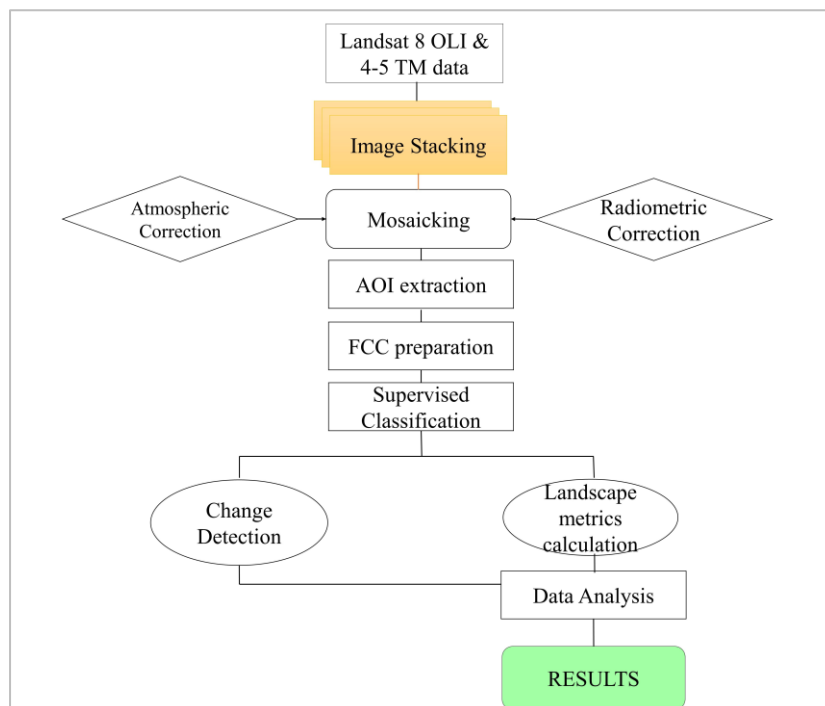 Landsat 8 OLI &
4-5 TM data
Image Stacking
Atmospheric
Correction
Mosaicking
Radiometric
Correction
AOI extraction
FCC preparation
Supervised
Classification
Change
Detection
Landscape
metrics
calculation
Data Analysis
RESULTS